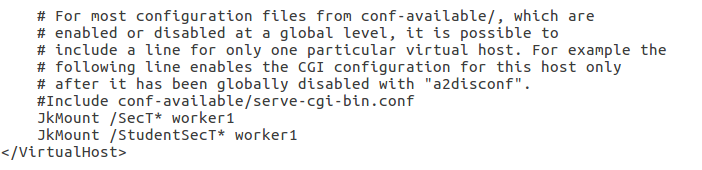 # For most configuration files from conf-available/, which are
# enabled or disabled at a global level, it is possible to
# include a line for only one particular virtual host. For example the
# following line enables the CGI configuration for this host only
# after it has been globally disabled with "a2disconf".
#Include conf-available/serve-cgi-bin.conf
JkMount /SecT* worker1
JkMount /StudentSecT* worker1
</VirtualHost>